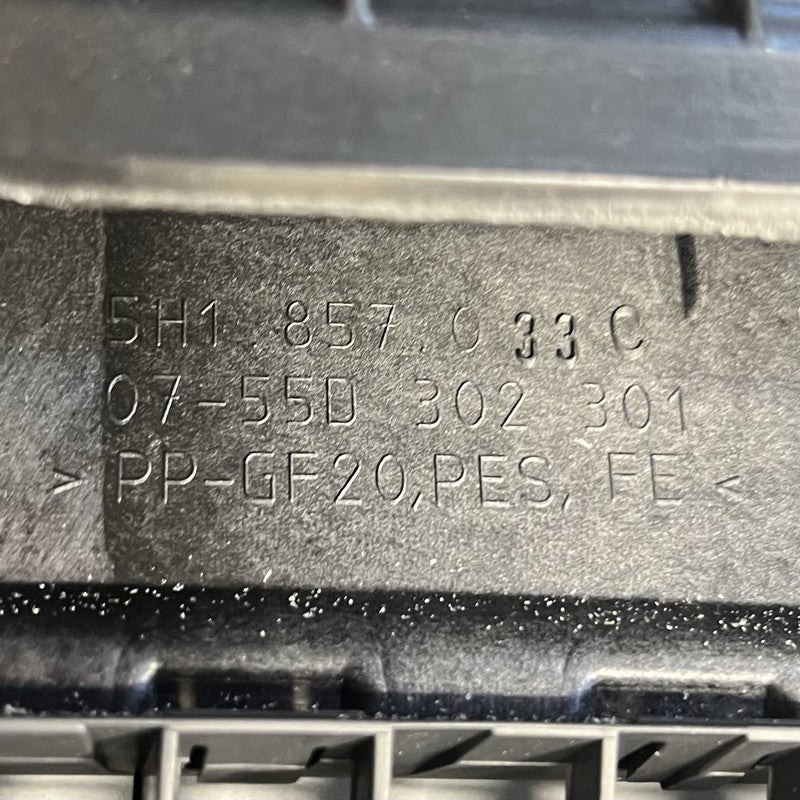 5H1.857.033 C
07-55D 302 301
> PP-GF20,PES, FE <